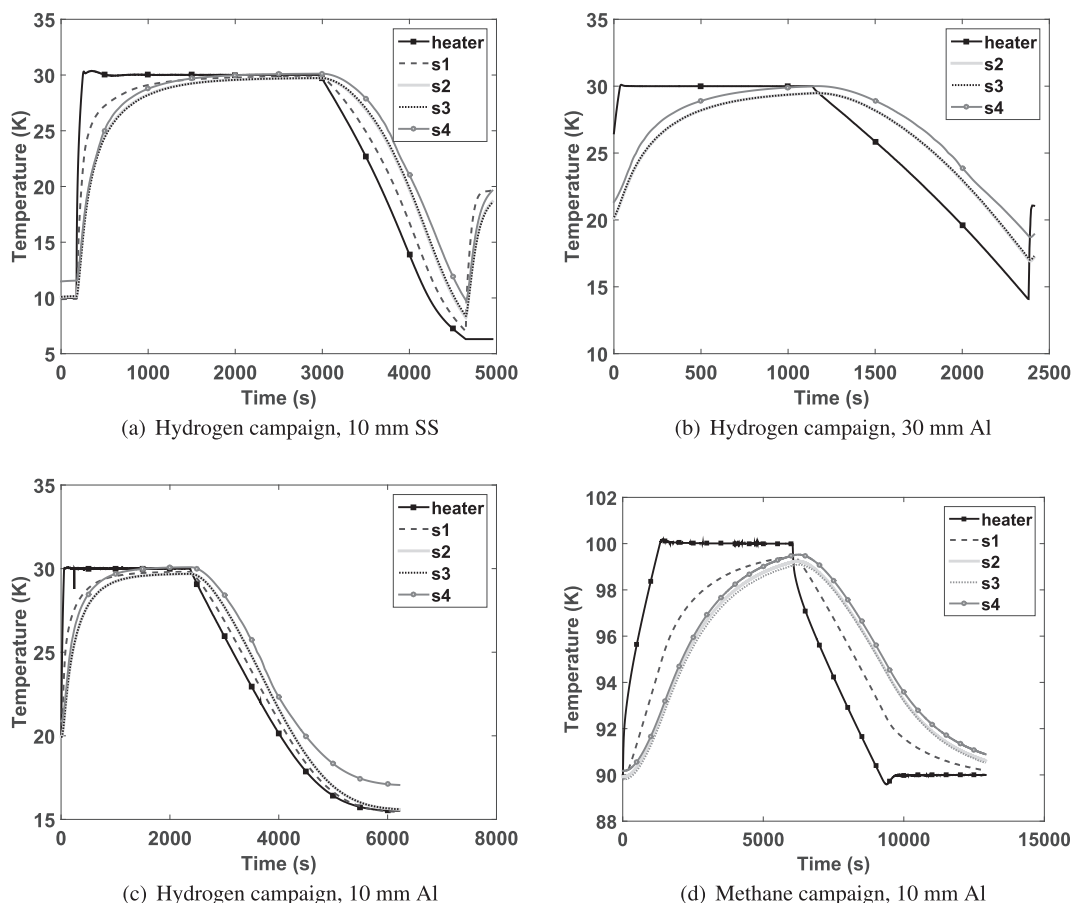 35
30
25
20
15
10
5
0 1000 2000 3000 4000 5000
Temperature (K)
Time (s)
heater
s1
s2
s3
s4
(a) Hydrogen campaign, 10 mm SS
35
30
25
20
15
10
0 500 1000 1500 2000 2500
Temperature (K)
Time (s)
heater
s2
s3
s4
(b) Hydrogen campaign, 30 mm Al
35
30
25
20
15
0 2000 4000 6000 8000
Temperature (K)
Time (s)
heater
s1
s2
s3
s4
(c) Hydrogen campaign, 10 mm Al
102
100
98
96
94
92
90
88
0 5000 10000 15000
Temperature (K)
Time (s)
heater
s1
s2
s3
s4
(d) Methane campaign, 10 mm Al